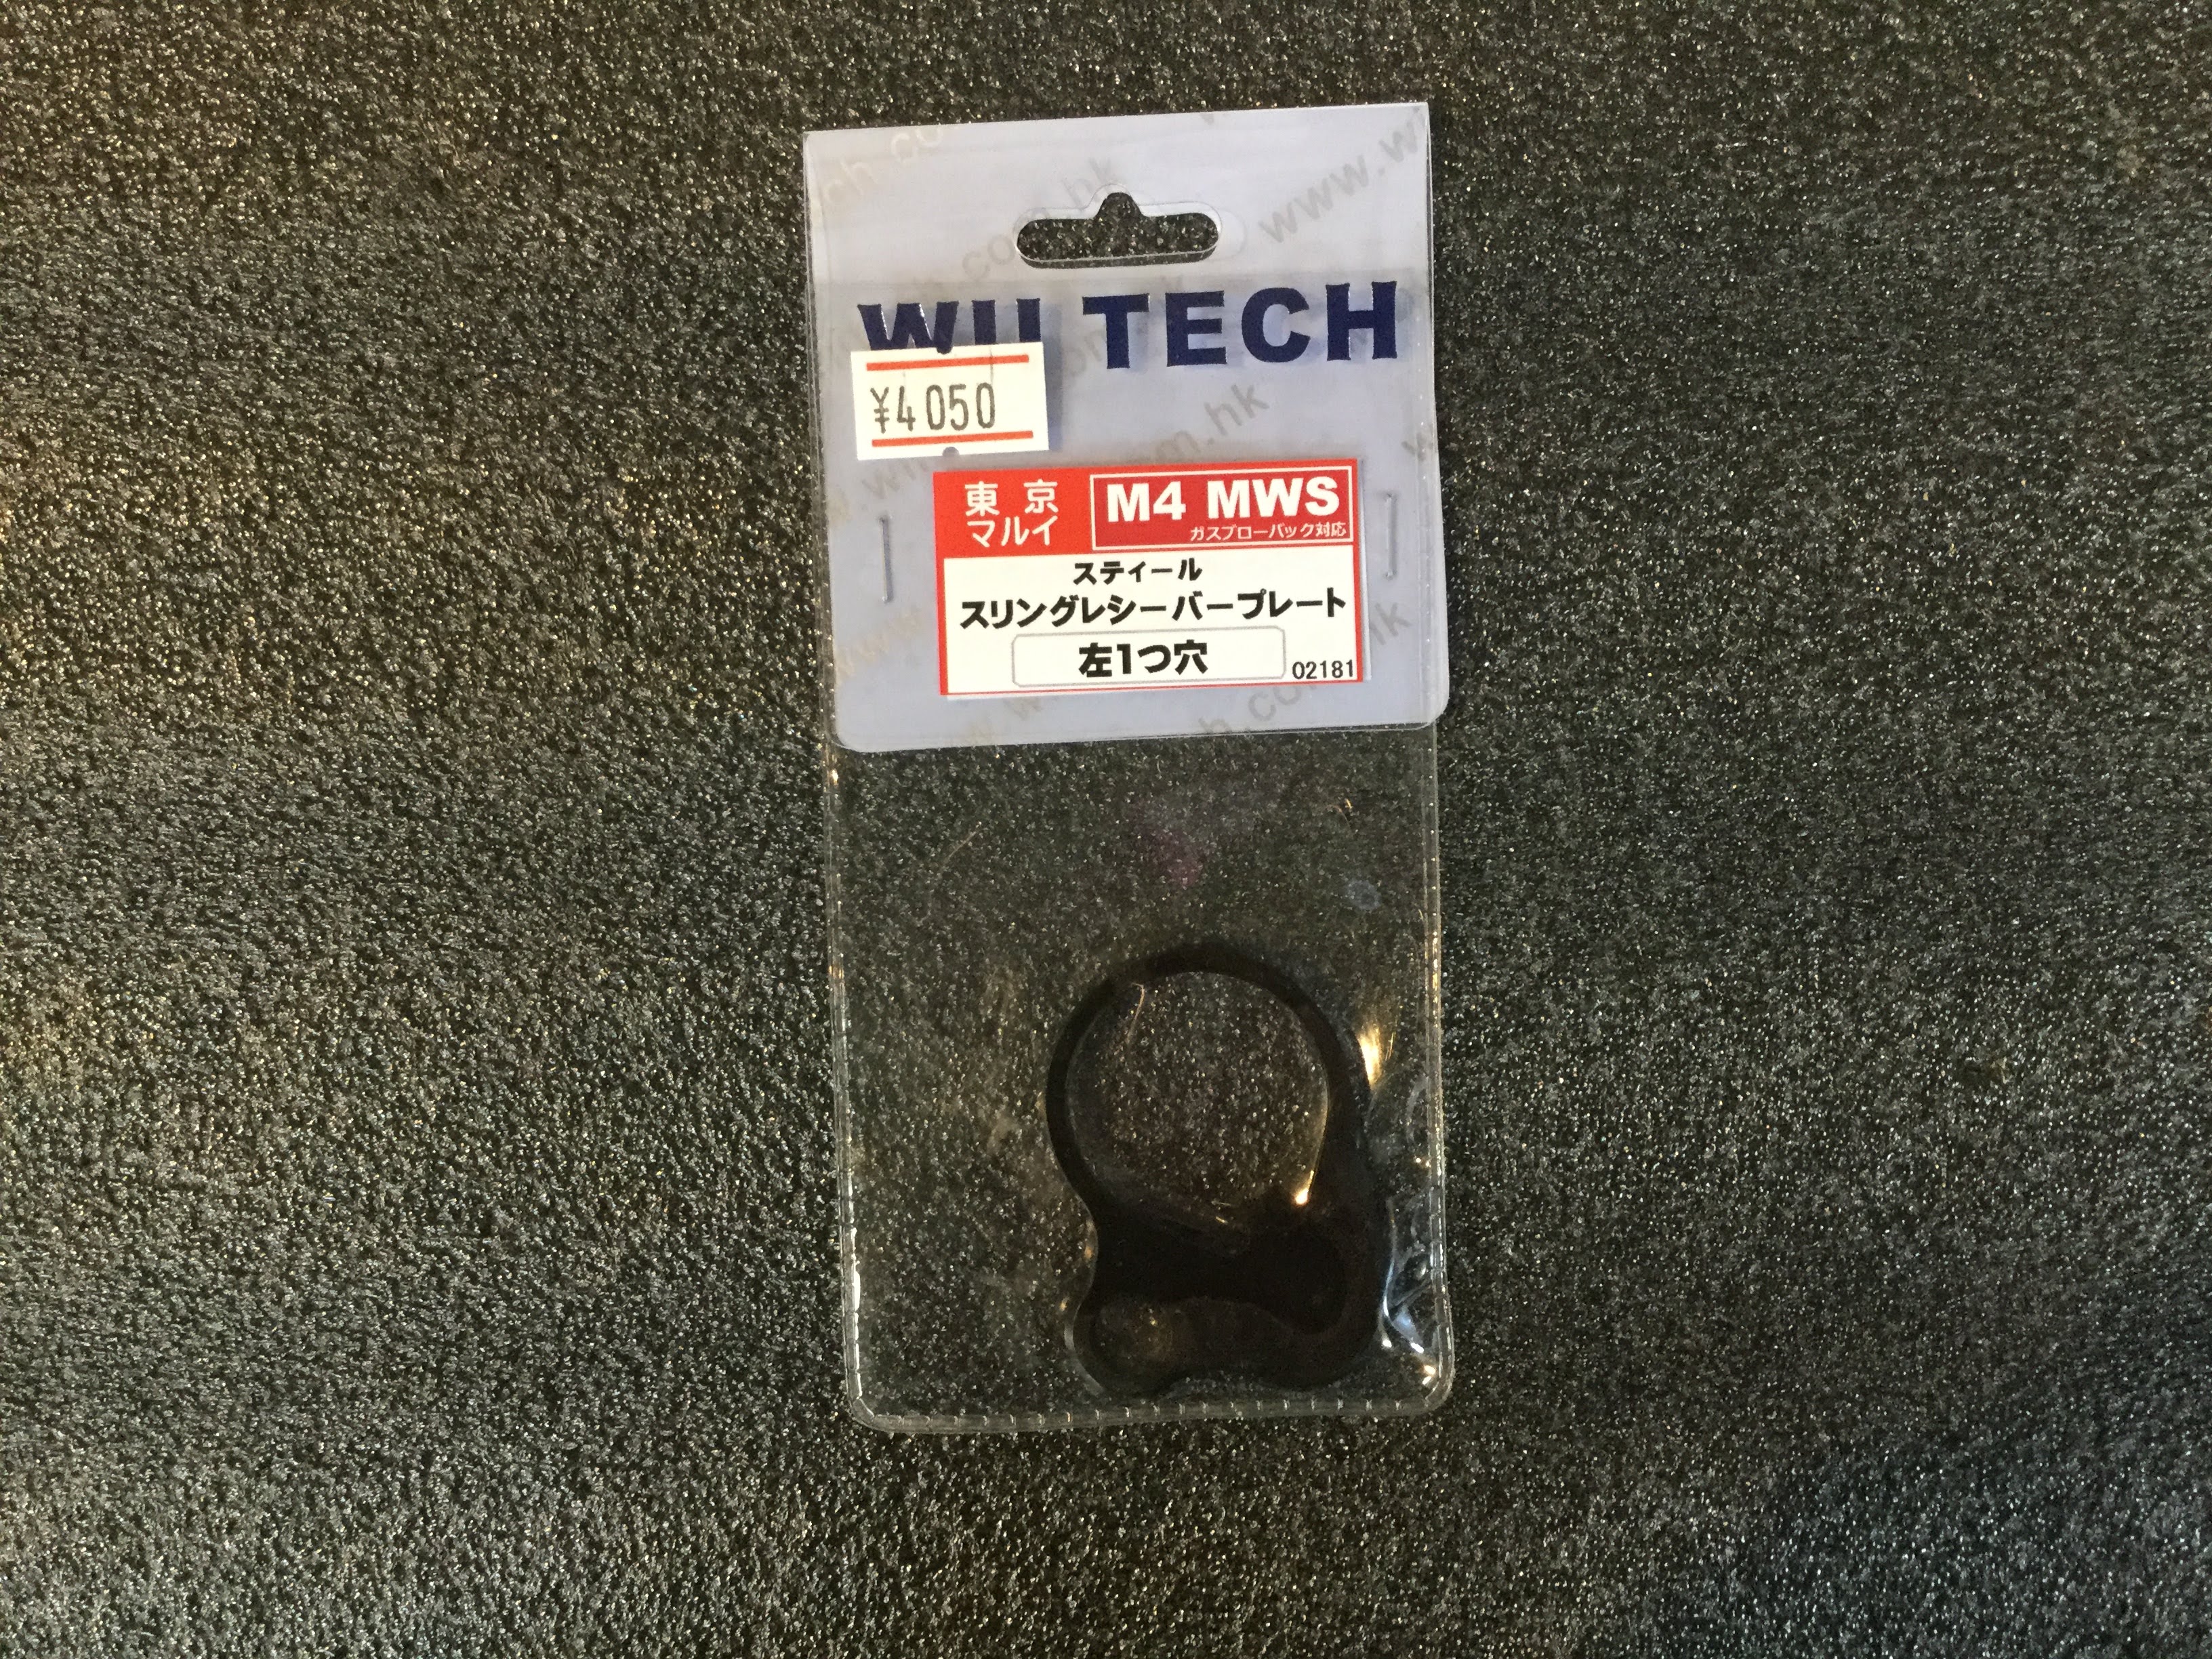 WII TECH
¥4050
東京
マルイ
M4 MWS
ガスブローバック対応
スティール
スリングレシーバープレート
左1つ穴
02181